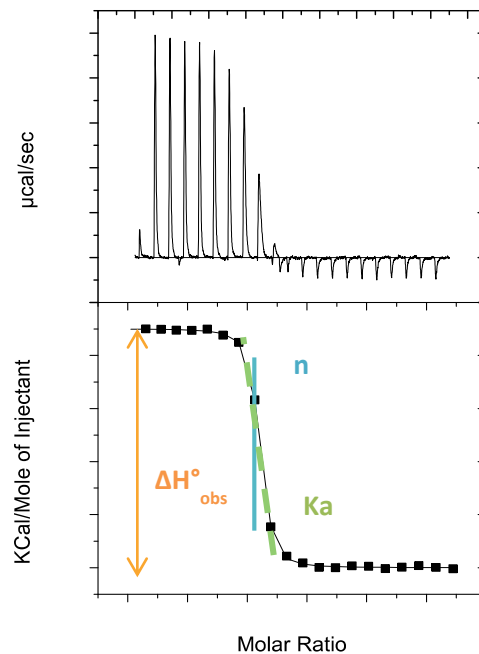 µcal/sec
KCal/Mole of Injectant
n
ΔH°obs
Ka
Molar Ratio